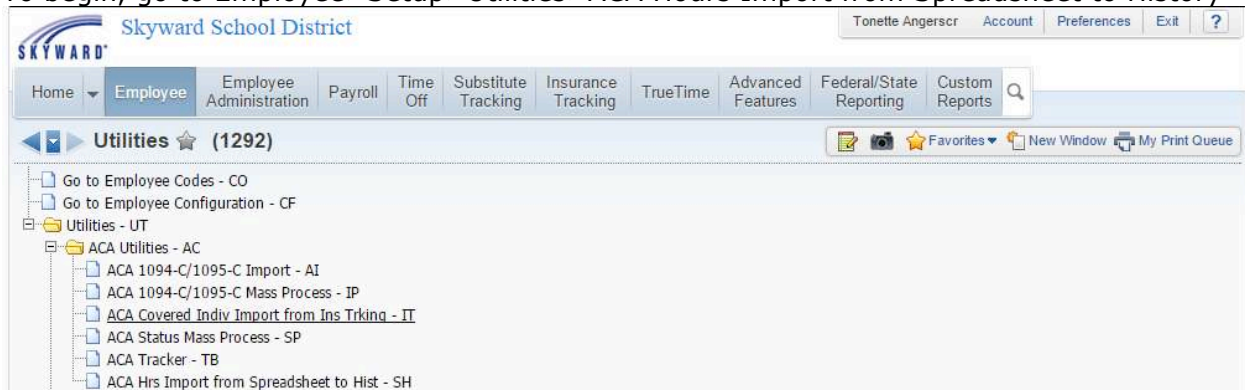 To begin, go to Employee Setup Utilities ACA Hours Import from Spreadsheet to History
Skyward School District
Tonette Angerscr Account Preferences Exit ?
SKYWARD
Home Employee Employee Administration Payroll Time Off Substitute Tracking Insurance Tracking TrueTime Advanced Features Federal/State Reporting Custom Reports
Utilities (1292)
Favorites New Window My Print Queue
Go to Employee Codes - CO
Go to Employee Configuration - CF
Utilities - UT
ACA Utilities - AC
ACA 1094-C/1095-C Import - AI
ACA 1094-C/1095-C Mass Process - IP
ACA Covered Indiv Import from Ins Trking - IT
ACA Status Mass Process - SP
ACA Tracker - TB
ACA Hrs Import from Spreadsheet to Hist - SH